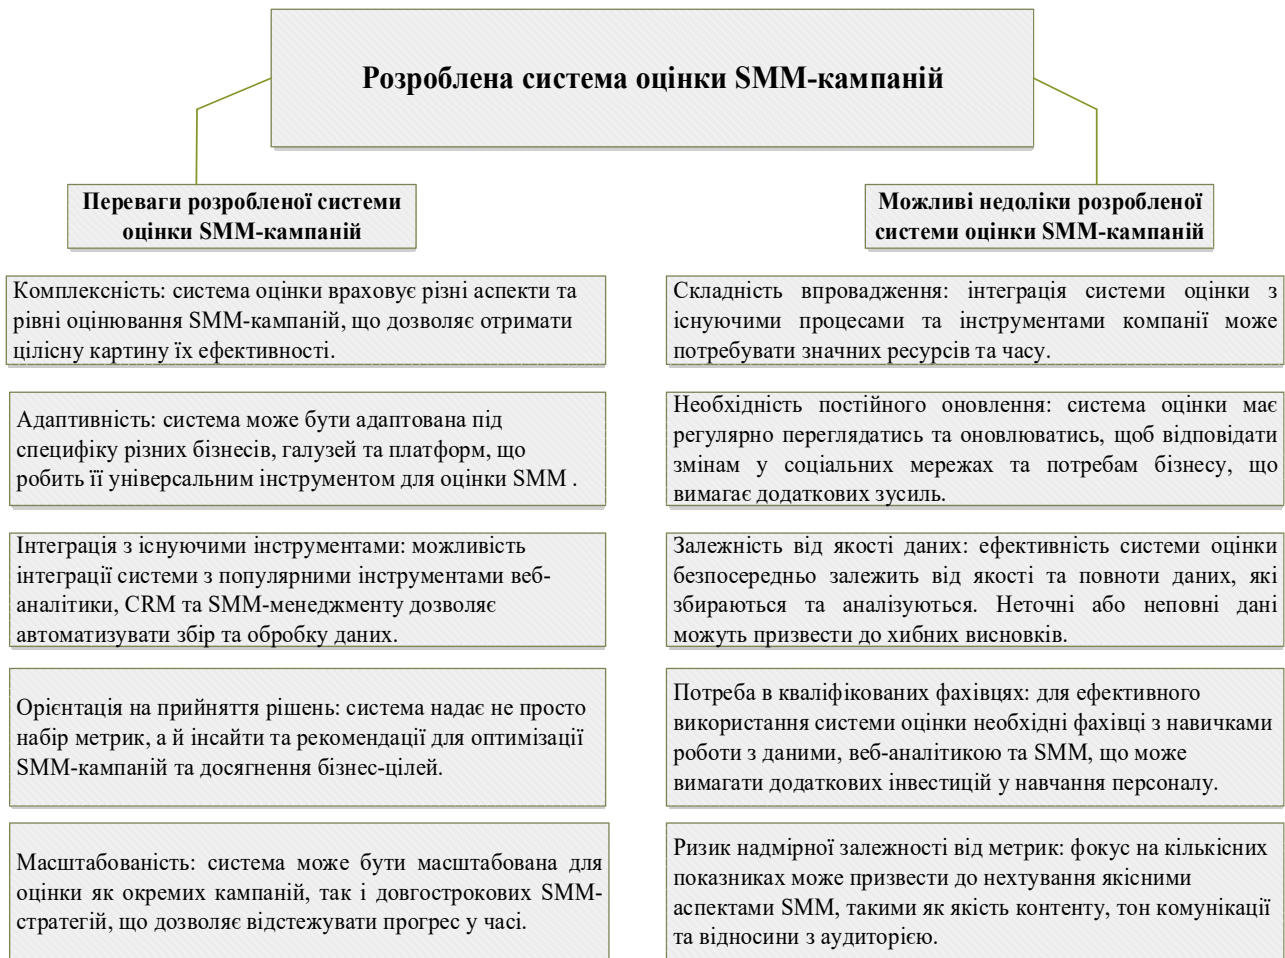 Розроблена система оцінки SMM-кампаній
Переваги розробленої системи
оцінки SMM-кампаній
Комплексність: система оцінки враховує різні аспекти та
рівні оцінювання SMM-кампаній, що дозволяє отримати
цілісну картину їх ефективності.
Адаптивність: система може бути адаптована під
специфіку різних бізнесів, галузей та платформ, що
робить її універсальним інструментом для оцінки SMM .
Інтеграція з існуючими інструментами: можливість
інтеграції системи з популярними інструментами веб-
аналітики, CRM та SMM-менеджменту дозволяє
автоматизувати збір та обробку даних.
Орієнтація на прийняття рішень: система надає не просто
набір метрик, а й інсайти та рекомендації для оптимізації
SMM-кампаній та досягнення бізнес-цілей.
Масштабованість: система може бути масштабована для
оцінки як окремих кампаній, так і довгострокових SMM-
стратегій, що дозволяє відстежувати прогрес у часі.
Можливі недоліки розробленої
системи оцінки SMM-кампаній
Складність впровадження: інтеграція системи оцінки з
існуючими процесами та інструментами компанії може
потребувати значних ресурсів та часу.
Необхідність постійного оновлення: система оцінки має
регулярно переглядатись та оновлюватись, щоб відповідати
змінам у соціальних мережах та потребам бізнесу, що
вимагає додаткових зусиль.
Залежність від якості даних: ефективність системи оцінки
безпосередньо залежить від якості та повноти даних, які
збираються та аналізуються. Неточні або неповні дані
можуть призвести до хибних висновків.
Потреба в кваліфікованих фахівцях: для ефективного
використання системи оцінки необхідні фахівці з навичками
роботи з даними, веб-аналітикою та SMM, що може
вимагати додаткових інвестицій у навчання персоналу.
Ризик надмірної залежності від метрик: фокус на кількісних
показниках може призвести до нехтування якісними
аспектами SMM, такими як якість контенту, тон комунікації
та відносини з аудиторією.